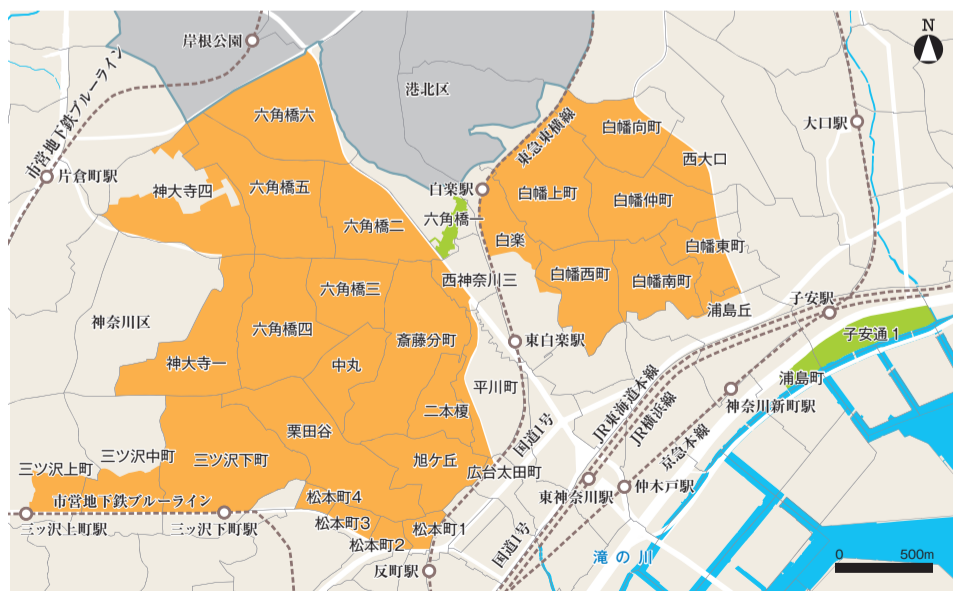 岸根公園
N
市営地下鉄ブルーライン
港北区
六角橋六
東急東横線
白幡向町
大口駅
西大口
片倉町駅
神大寺四
六角橋五
白楽駅
白幡上町
白幡仲町
六角橋一
六角橋二
白楽
白幡東町
西神奈川三
白幡西町
白幡南町
六角橋三
浦島丘
子安駅
神奈川区
六角橋四
斎藤分町
東白楽駅
子安通1
神大寺一
中丸
平川町
浦島町
JR東海道本線
JR横浜線
神奈川新町駅
二本榎
国道1号
京急本線
栗田谷
三ツ沢中町
三ツ沢上町
三ツ沢下町
旭ケ丘
広台太田町
市営地下鉄ブルーライン
松本町4
東神奈川駅
仲木戸駅
三ッ沢上町駅
三ッ沢下町駅
松本町3
松本町1
松本町2
国道1号
滝の川
反町駅
0 500m